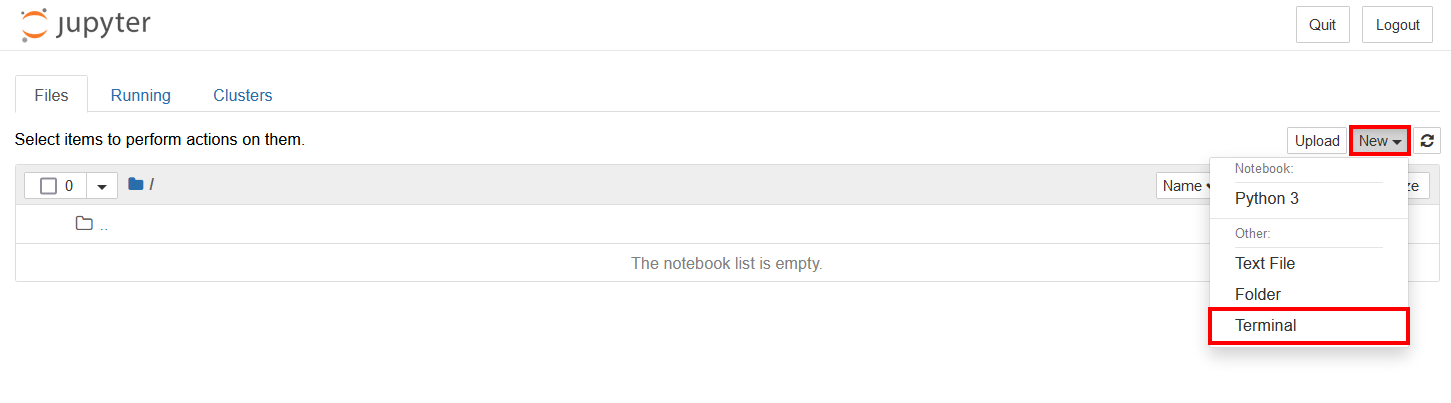 jupyter
Quit
Logout
Files
Running
Clusters
Select items to perform actions on them.
Upload
New
0
/
Name
ze
..
The notebook list is empty.
Notebook:
Python 3
Other:
Text File
Folder
Terminal